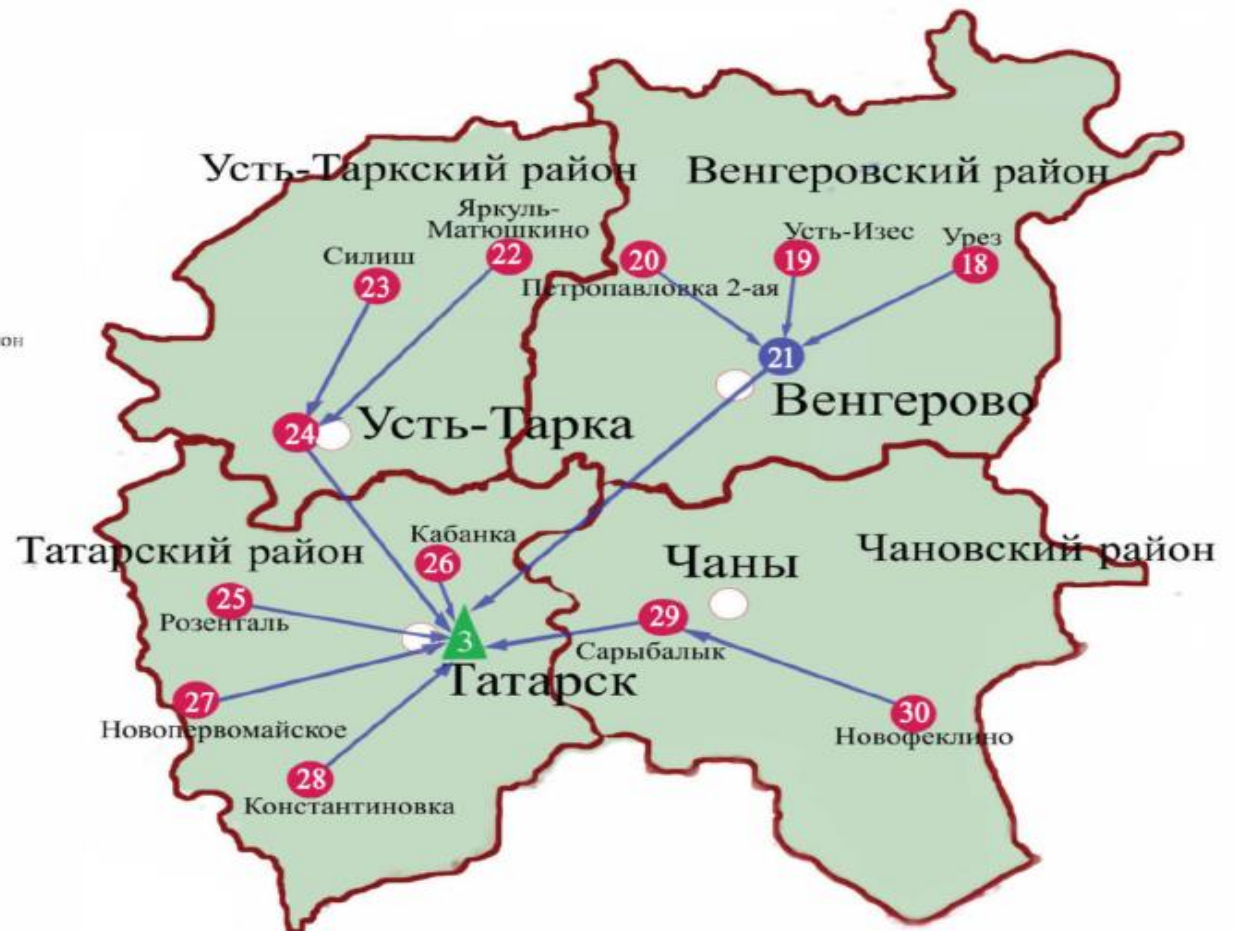 Усть-Таркский район
Венгеровский район
Яркуль-
Матюшкино
Усть-Изес
Урез
Силиш
22
20
19
18
23
Петропавловка 2-ая
он
21
Венгерово
24
Усть-Тарка
Кабанка
Татарский район
Чаны
Чановский район
26
25
Розенталь
29
3
Сарыбалык
Татарск
27
Новопервомайское
30
Новофеклино
28
Константиновка